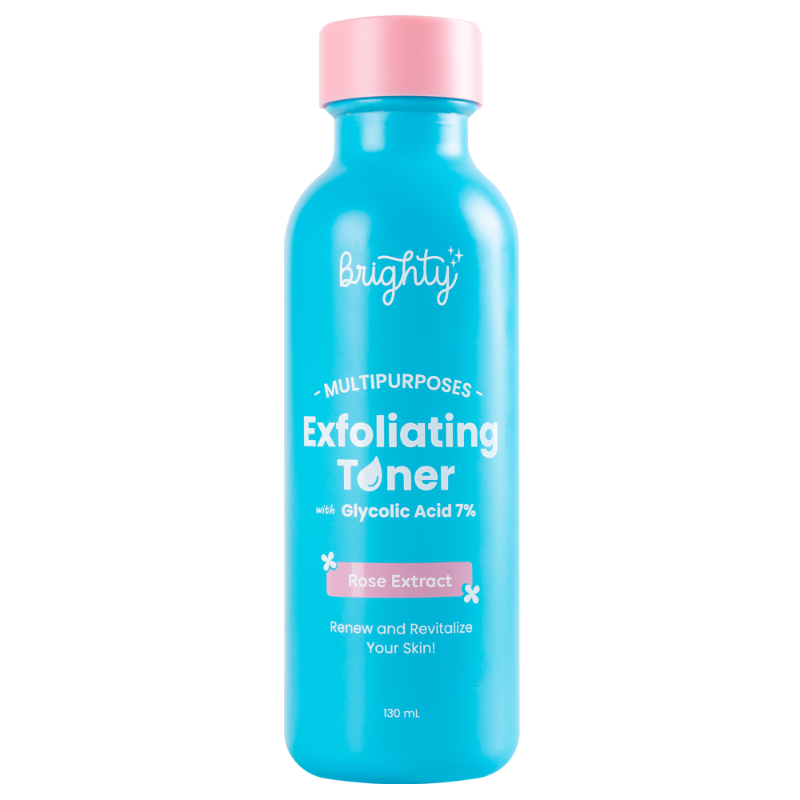 Brighty
- MULTIPURPOSES -
Exfoliating
Toner
with Glycolic Acid 7%
Rose Extract
Renew and Revitalize
Your Skin!
130 mL